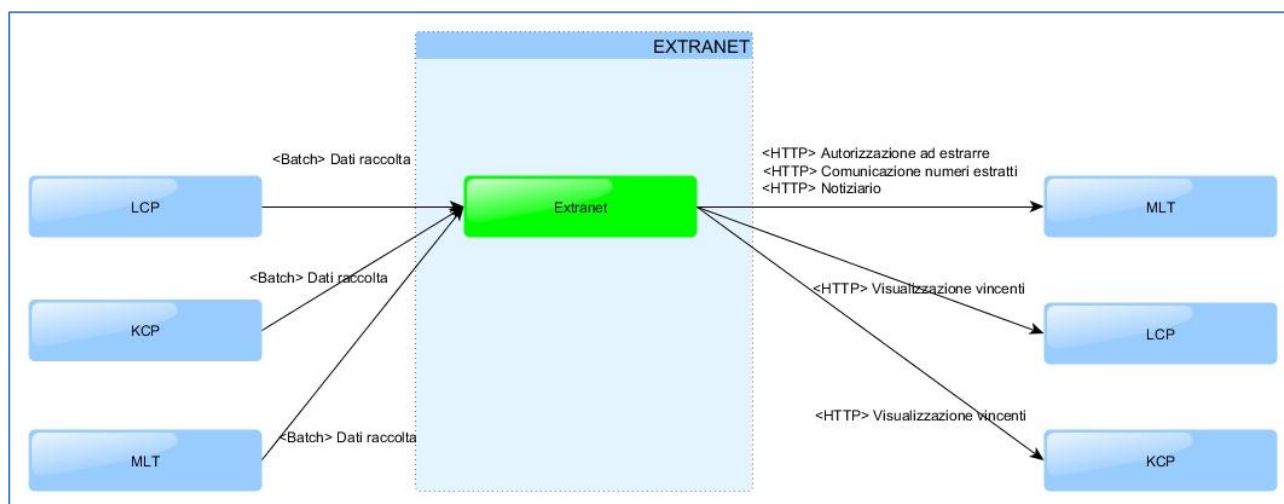 EXTRANET
<Batch> Dati raccolta
<HTTP> Autorizzazione ad estrarre
<HTTP> Comunicazione numeri estratti
<HTTP> Notiziario
LCP
Extranet
MLT
<Batch> Dati raccolta
<HTTP> Visualizzazione vincenti
KCP
LCP
<Batch> Dati raccolta
<HTTP> Visualizzazione vincenti
MLT
KCP